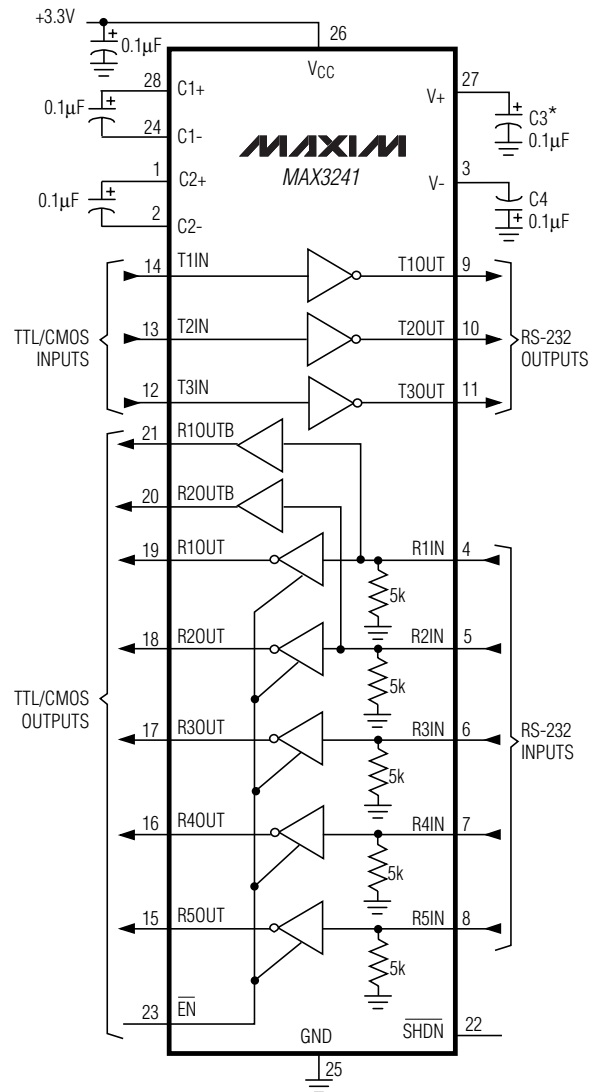 +3.3V
26
+
0.1μF
VCC
28
C1+
27
V+
+
0.1μF
+
C3*
0.1μF
24
C1-
MAXIM
MAX3241
1
C2+
3
V-
+
0.1μF
C4
+
0.1μF
2
C2-
14
T1IN
T1OUT
9
TTL/CMOS
INPUTS
13
T2IN
T2OUT
10
RS-232
OUTPUTS
12
T3IN
T3OUT
11
21
R1OUTB
20
R2OUTB
19
R1OUT
R1IN
4
5k
18
R2OUT
R2IN
5
5k
TTL/CMOS
OUTPUTS
17
R3OUT
R3IN
6
RS-232
INPUTS
5k
16
R4OUT
R4IN
7
5k
15
R5OUT
R5IN
8
5k
23
EN
GND
SHDN
22
25